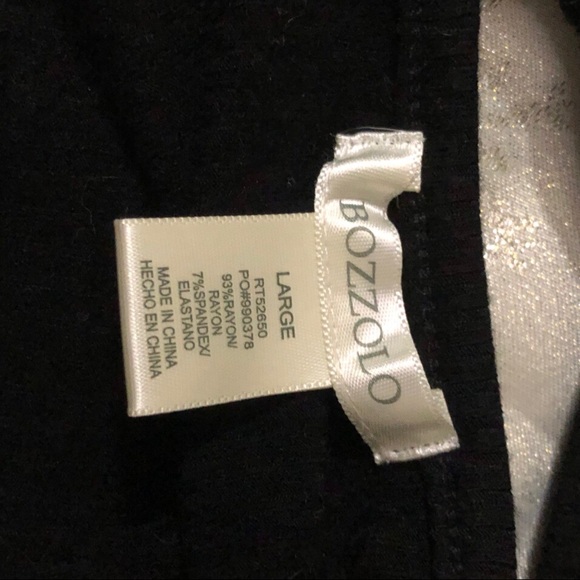 BOZZOLO
LARGE
RT52650
PO#990378
93%RAYON/
RAYON
7%SPANDEX/
ELASTANO
MADE IN CHINA
HECHO EN CHINA